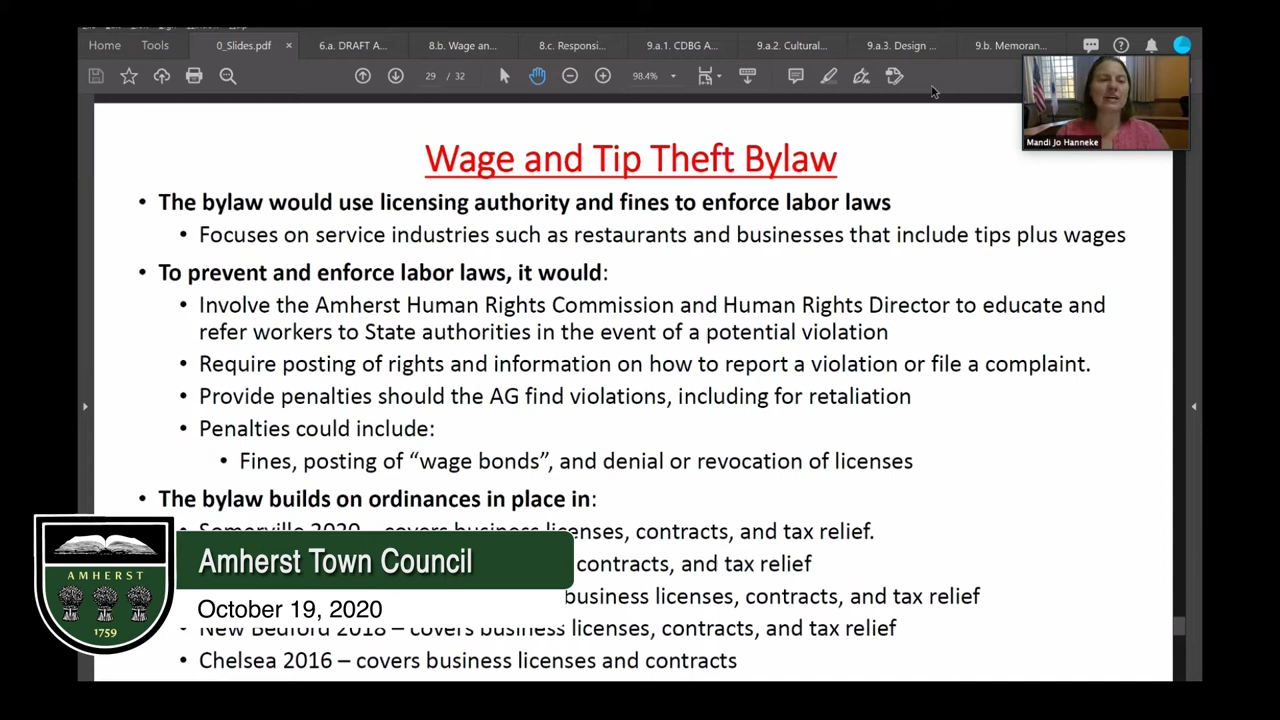 Home
Tools
0_Slides.pdf
×
6.a. DRAFT A...
8.b. Wage an...
8.c. Responsi...
9.a.1. CDBG A...
9.a.2. Cultural...
9.a.3. Design ...
9.b. Memoran...
29 / 32
98.4%
Mandi Jo Hanneke
Wage and Tip Theft Bylaw
• The bylaw would use licensing authority and fines to enforce labor laws
• Focuses on service industries such as restaurants and businesses that include tips plus wages
• To prevent and enforce labor laws, it would:
• Involve the Amherst Human Rights Commission and Human Rights Director to educate and
refer workers to State authorities in the event of a potential violation
• Require posting of rights and information on how to report a violation or file a complaint.
• Provide penalties should the AG find violations, including for retaliation
• Penalties could include:
• Fines, posting of “wage bonds”, and denial or revocation of licenses
• The bylaw builds on ordinances in place in:
• Somerville 2020 – covers business licenses, contracts, and tax relief.
contracts, and tax relief
business licenses, contracts, and tax relief
New Bedford 2018 – covers business licenses, contracts, and tax relief
• Chelsea 2016 – covers business licenses and contracts
AMHERST
1759
Amherst Town Council
October 19, 2020